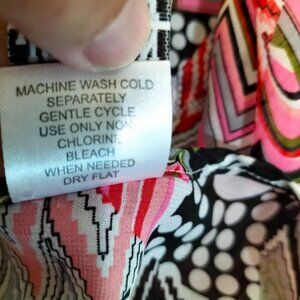 MACHINE WASH COLD
SEPARATELY
GENTLE CYCLE
USE ONLY NON
CHLORINE
BLEACH
WHEN NEEDED
DRY FLAT